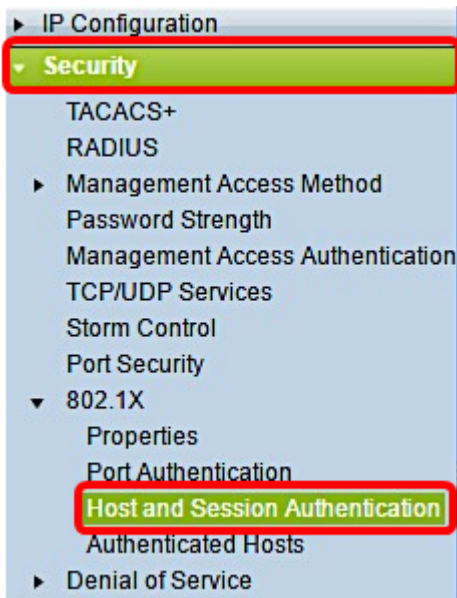 IP Configuration
Security
TACACS+
RADIUS
Management Access Method
Password Strength
Management Access Authentication
TCP/UDP Services
Storm Control
Port Security
802.1X
Properties
Port Authentication
Host and Session Authentication
Authenticated Hosts
Denial of Service